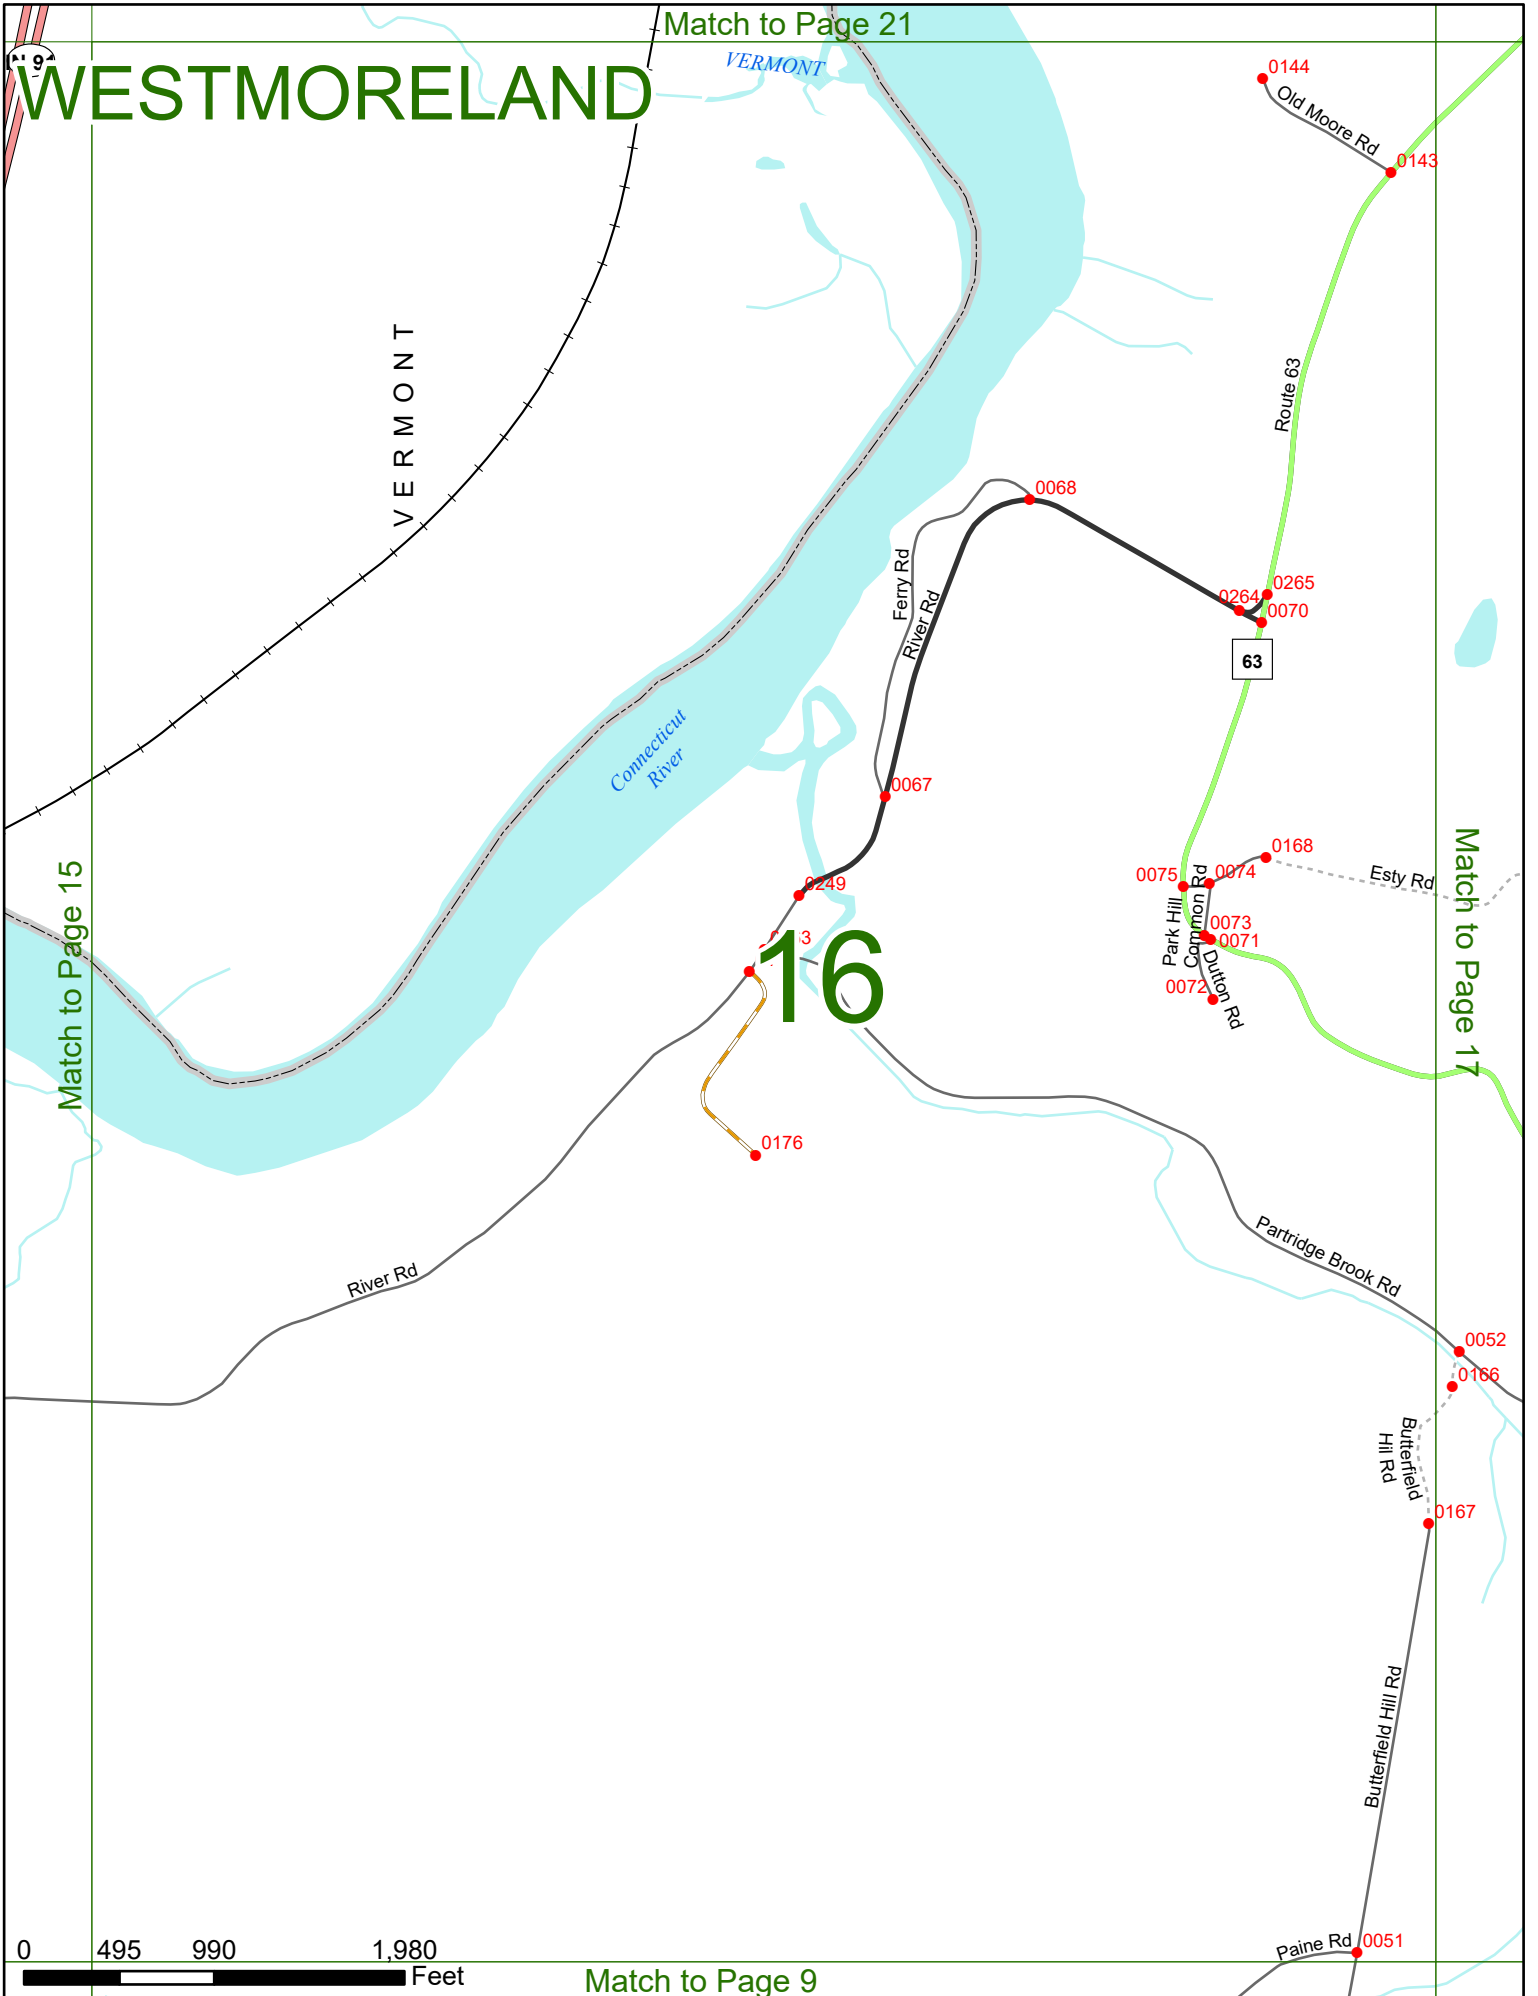 Match to Page 21
WESTMORELAND
VERMONT
0144
Old Moore Rd
0143
VERMONT
Route 63
0068
Ferry Rd
River Rd
0265
0264
0070
63
Connecticut
River
0067
Match to Page 15
Match to Page 17
0168
Esty Rd
0075
0074
0249
Park Hill
Common Rd
0073
0071
Dutton Rd
0072
16
0176
Partridge Brook Rd
River Rd
0052
0166
Butterfield
Hill Rd
0167
Butterfield Hill Rd
Paine Rd
0051
0 495 990 1,980
Feet
Match to Page 9